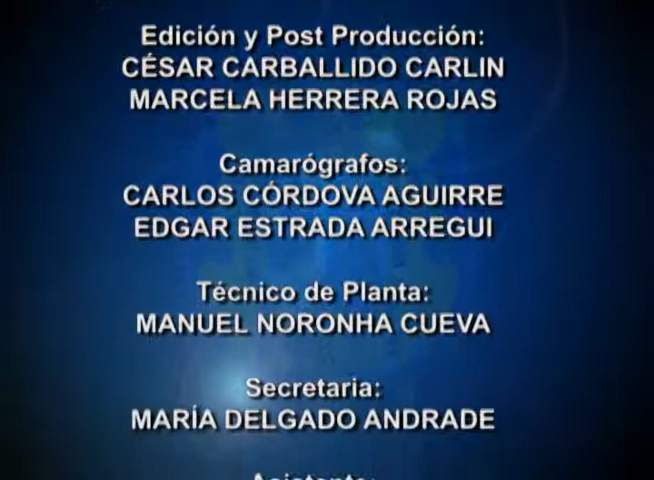 Edición y Post Producción:
CÉSAR CARBALLIDO CARLIN
MARCELA HERRERA ROJAS
Camarógrafos:
CARLOS CÓRDOVA AGUIRRE
EDGAR ESTRADA ARREGUI
Técnico de Planta:
MANUEL NORONHA CUEVA
Secretaria:
MARÍA DELGADO ANDRADE